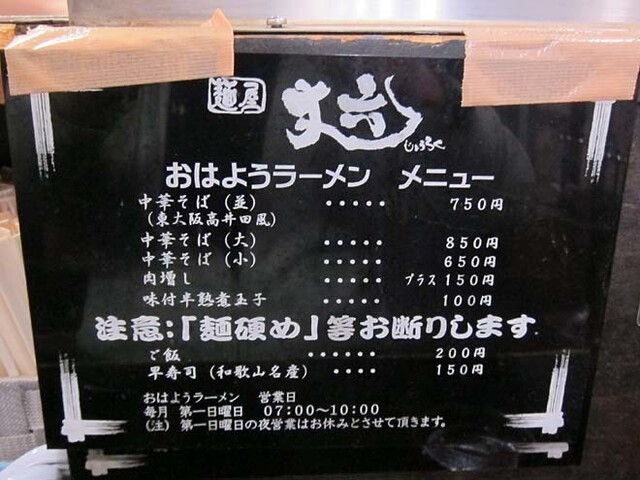 麺屋
じょうろく
おはようラーメン メニュー
中華そば(並) ・・・・・ 750円
(東大阪高井田風)
中華そば(大) ・・・・・ 850円
中華そば(小) ・・・・・ 650円
肉増し ・・・・・ プラス150円
味付半熟煮玉子 ・・・・・ 100円
注意:「麺硬め」等お断りします.
ご飯 ・・・・・・ 200円
早寿司(和歌山名産) ・・・・ 150円
おはようラーメン 営業日
毎月 第一日曜日 07:00~10:00
(注) 第一日曜日の夜営業はお休みとさせて頂きます。